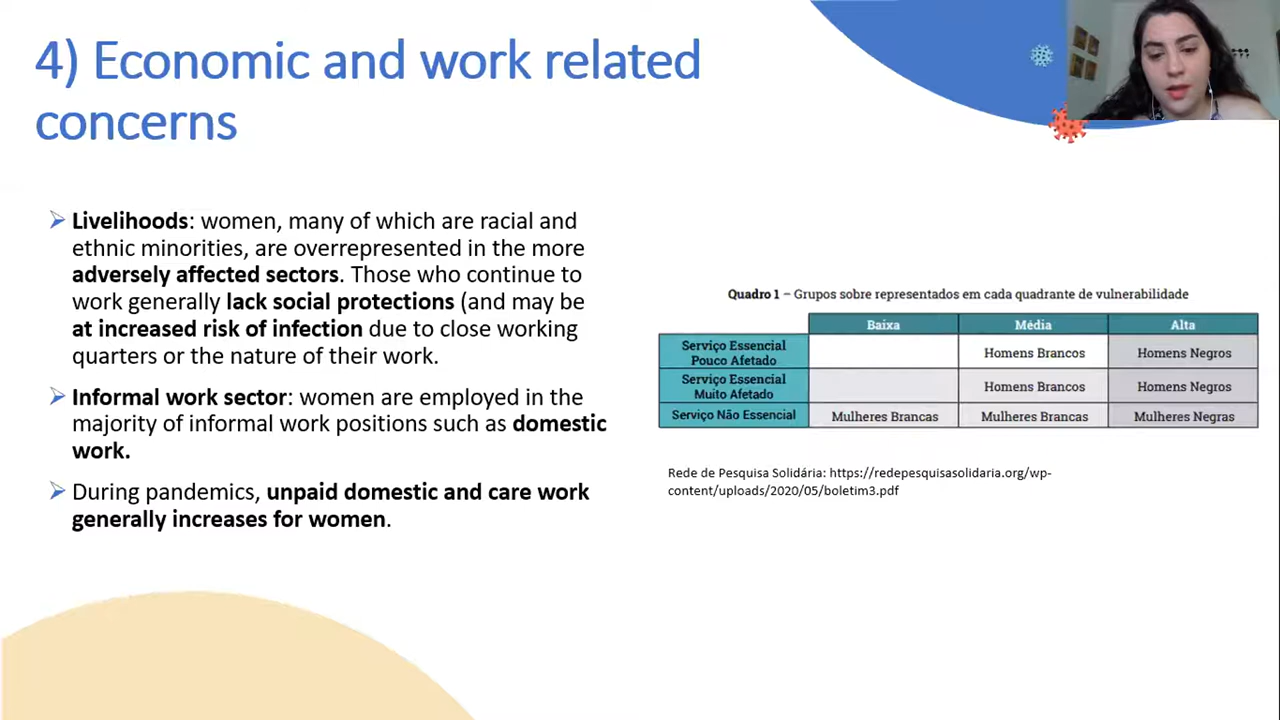 4) Economic and work related
concerns
Livelihoods: women, many of which are racial and
ethnic minorities, are overrepresented in the more
adversely affected sectors. Those who continue to
work generally lack social protections (and may be
at increased risk of infection due to close working
quarters or the nature of their work.
Informal work sector: women are employed in the
majority of informal work positions such as domestic
work.
During pandemics, unpaid domestic and care work
generally increases for women.
Quadro 1 – Grupos sobre representados em cada quadrante de vulnerabilidade
Baixa Média Alta
Serviço Essencial
Pouco Afetado Homens Brancos Homens Negros
Serviço Essencial
Muito Afetado Homens Brancos Homens Negros
Serviço Não Essencial Mulheres Brancas Mulheres Brancas Mulheres Negras
Rede de Pesquisa Solidária: https://redepesquisasolidaria.org/wp-
content/uploads/2020/05/boletim3.pdf